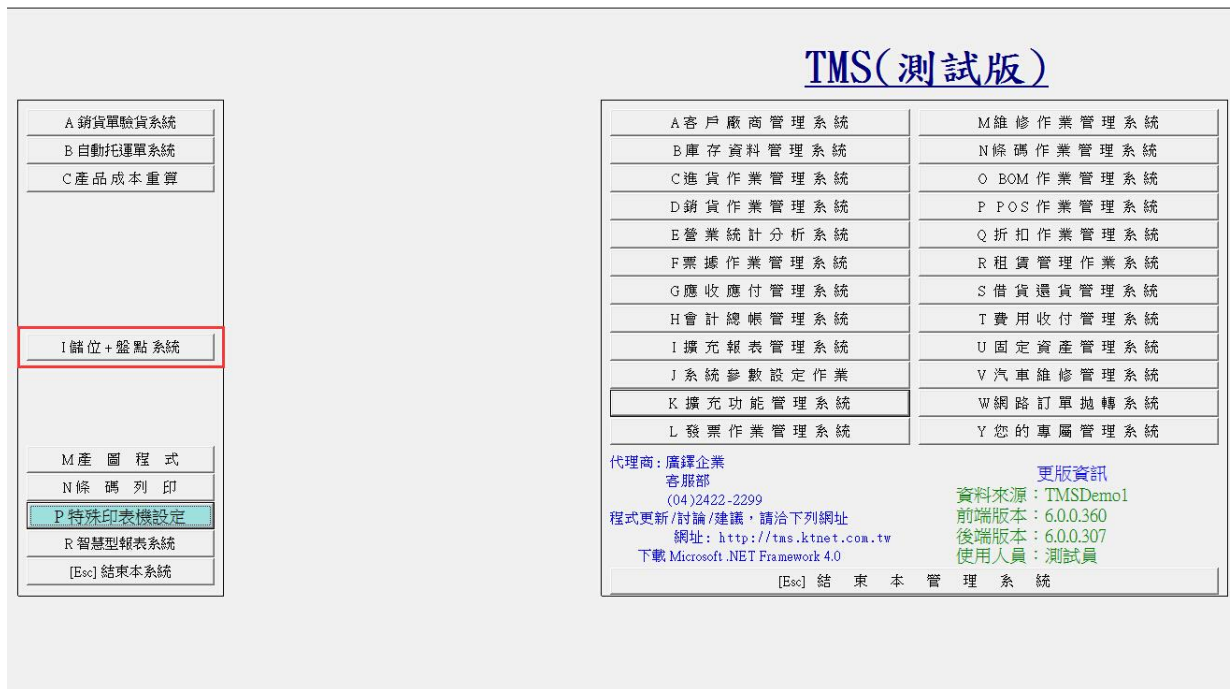 TMS(測試版)
A 銷貨單驗貨系統
B 自動托運單系統
C產品成本重算
I儲位+盤點系統
M產圖程式
N條碼列印
P特殊印表機設定
R智慧型報表系統
[Esc] 結束本系統
A客戶廠商管理系統
B庫存資料管理系統
C進貨作業管理系統
D銷貨作業管理系統
E營業統計分析系統
F票據作業管理系統
G應收應付管理系統
H會計總帳管理系統
I擴充報表管理系統
J系統參數設定作業
K擴充功能管理系統
L發票作業管理系統
M維修作業管理系統
N條碼作業管理系統
O BOM作業管理系統
P POS作業管理系統
Q折扣作業管理系統
R租賃管理作業系統
S借貨還貨管理系統
T費用收付管理系統
U固定資產管理系統
V汽車維修管理系統
W網路訂單拋轉系統
Y您的專屬管理系統
代理商:廣鐸企業
客服部
(04)2422-2299
程式更新/討論/建議,請洽下列網址
網址: http://tms.ktnet.com.tw
下載 Microsoft .NET Framework 4.0
更版資訊
資料來源:TMSDemo1
前端版本:6.0.0.360
後端版本:6.0.0.307
使用人員:測試員
[Esc] 結束本管理系統